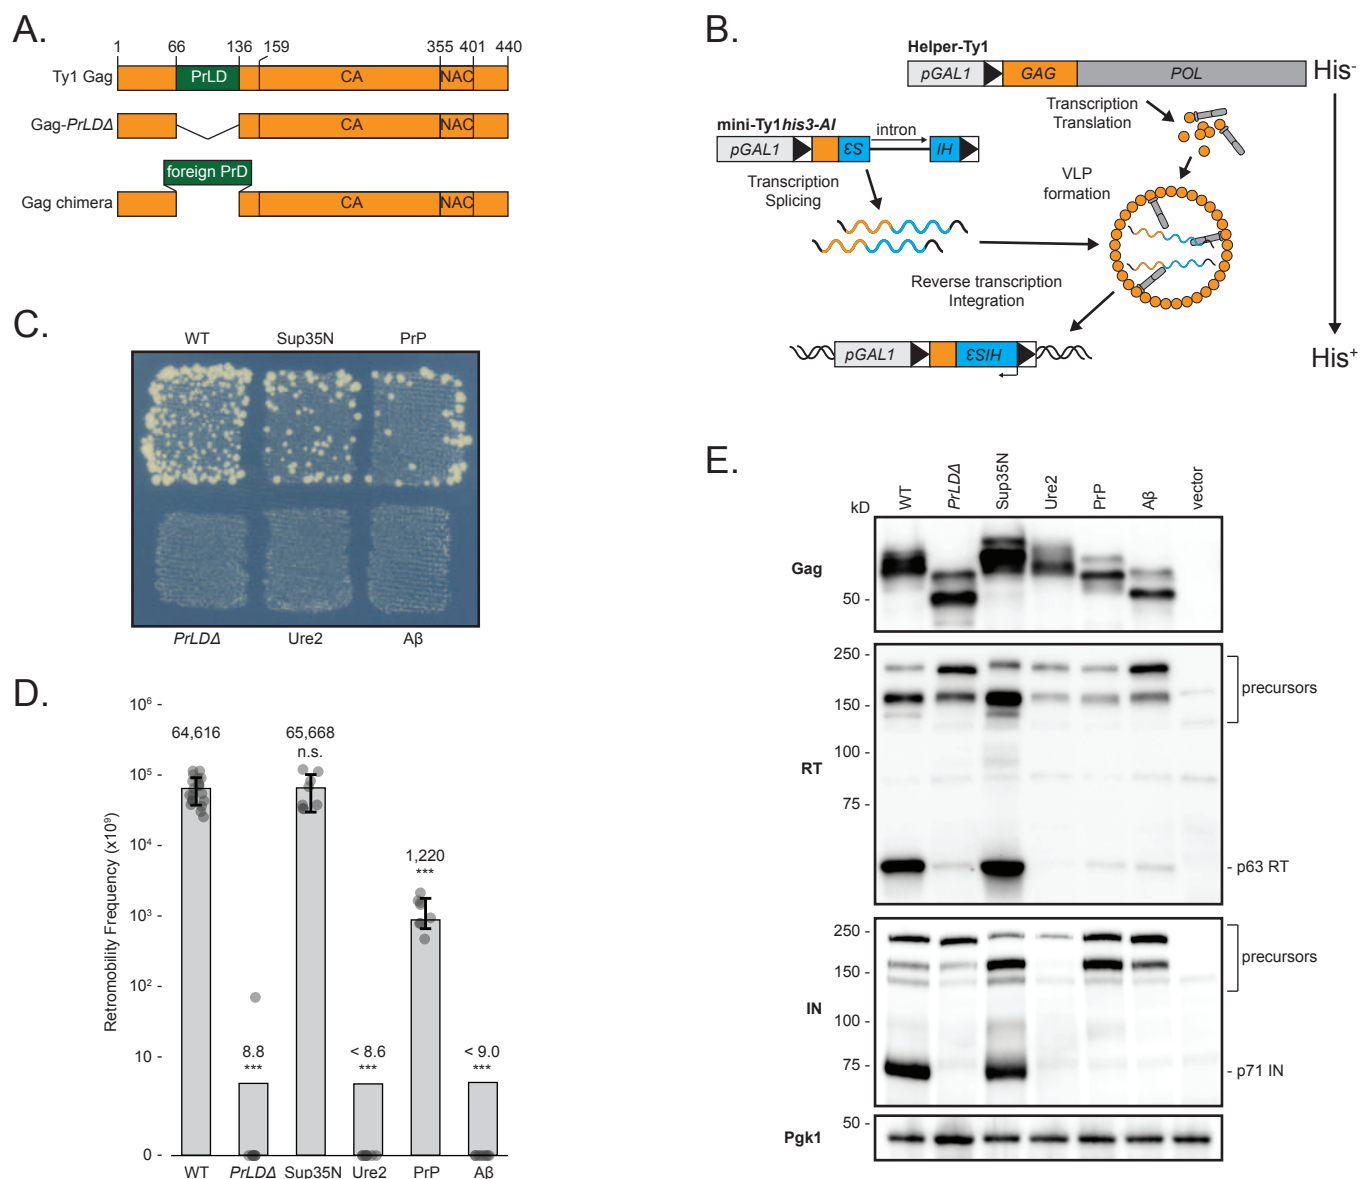 A.
1 66 136 159 355 401 440
Ty1 Gag PrLD CA NAC
Gag-PrLDΔ CA NAC
foreign PrD
Gag chimera CA NAC
B.
Helper-Ty1
pGAL1 GAG POL His-
Transcription
Translation
mini-Ty1his3-AI
intron
pGAL1 S3 HI
Transcription
Splicing
VLP
formation
Reverse transcription
Integration
pGAL1 HIS3
His+
C.
WT Sup35N PrP
PrLDΔ Ure2 Aβ
D.
Retromobility Frequency (x10⁹)
10⁶ -
10⁵ -
10⁴ -
10³ -
10² -
10 -
0 -
64,616
8.8
***
65,668
n.s.
< 8.6
***
1,220
***
< 9.0
***
WT PrLDΔ Sup35N Ure2 PrP Aβ
E.
kD WT PrLDΔ Sup35N Ure2 PrP Aβ vector
Gag
50 -
RT
250 -
150 -
100 -
75 -
precursors
- p63 RT
IN
250 -
150 -
100 -
75 -
precursors
- p71 IN
50 -
Pgk1